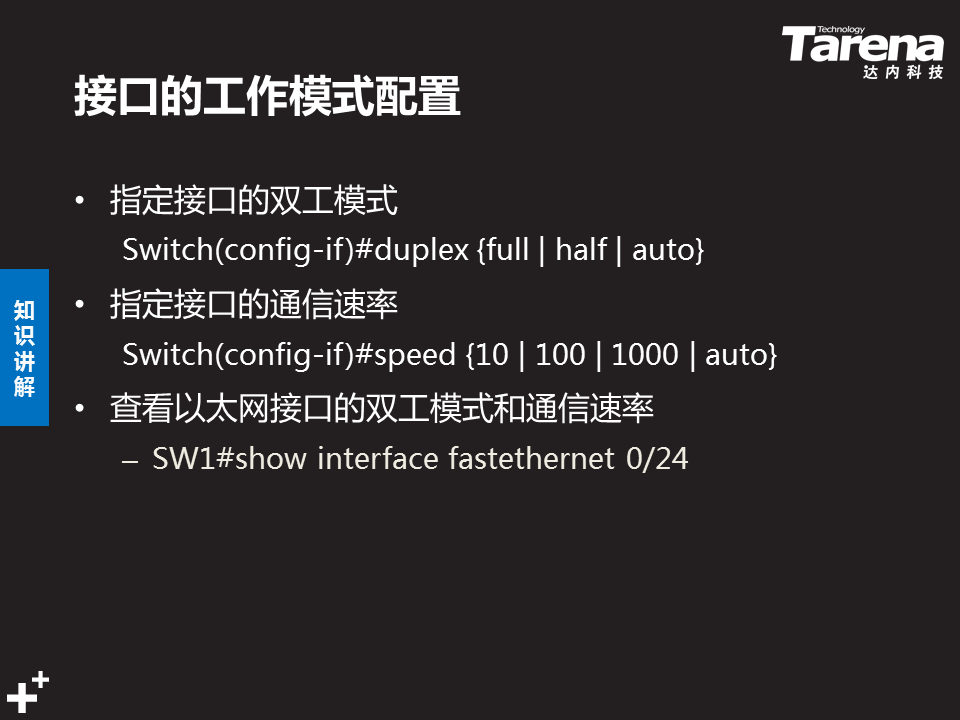 Technology
Tarena
达内科技
接口的工作模式配置
• 指定接口的双工模式
Switch(config-if)#duplex {full | half | auto}
• 指定接口的通信速率
Switch(config-if)#speed {10 | 100 | 1000 | auto}
• 查看以太网接口的双工模式和通信速率
– SW1#show interface fastethernet 0/24
知识讲解